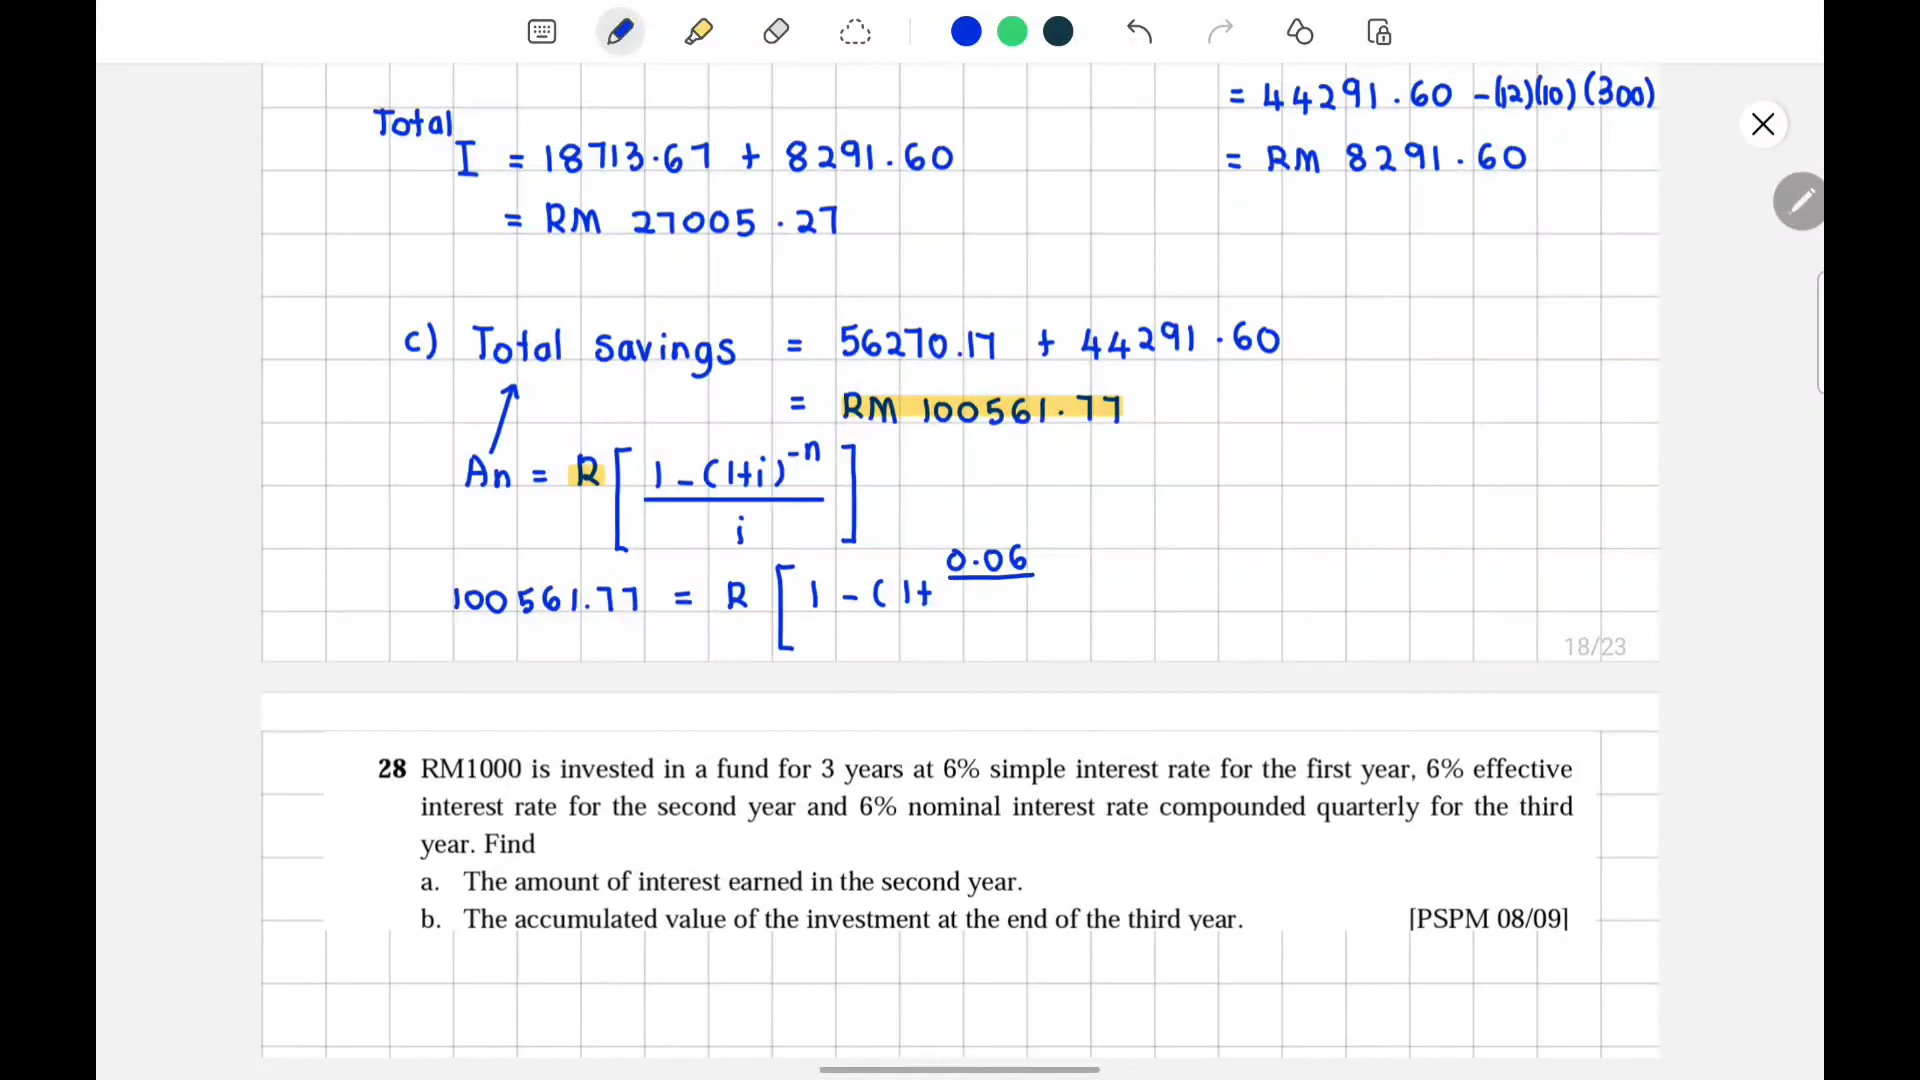 = 44291.60 - (12)(10)(300)
Total
I = 18713.67 + 8291.60
= RM 8291.60
= RM 27005.27
c) Total savings = 56270.17 + 44291.60
= RM 100561.77
An = R [ 1 - (1+i)^-n / i ]
100561.77 = R [ 1 - ( 1+ 0.06
18/23
28 RM1000 is invested in a fund for 3 years at 6% simple interest rate for the first year, 6% effective
interest rate for the second year and 6% nominal interest rate compounded quarterly for the third
year. Find
a. The amount of interest earned in the second year.
b. The accumulated value of the investment at the end of the third year. [PSPM 08/09]